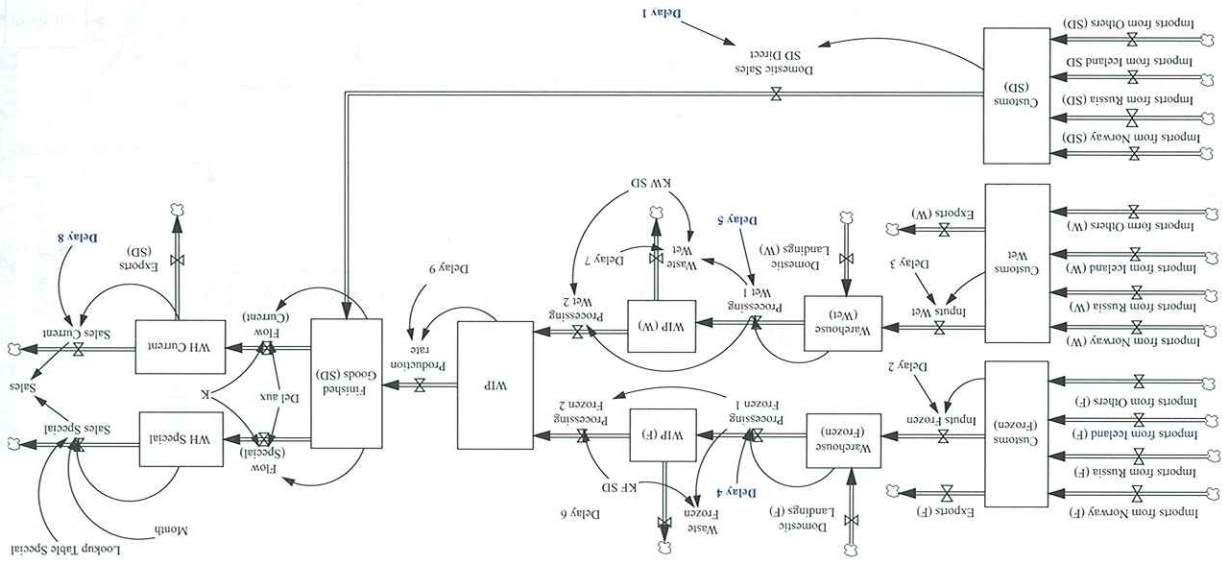 Lookup Table Special
Month
Imports from Norway (F)
Imports from Russia (F)
Imports from Iceland (F)
Imports from Others (F)
Exports (F)
Customs
(Frozen)
Inputs Frozen
Delay 2
Domestic
Landings (F)
Warehouse
(Frozen)
Delay 4
Processing
Frozen 1
Waste
Frozen
KF SD
Delay 6
WIP (F)
Processing
Frozen 2
WIP
Production
rate
Delay 9
Finished
Goods (SD)
Flow
(Special)
Del aux
K
Flow
(Current)
WH Special
Sales Special
Sales
WH Current
Sales Current
Exports
(SD)
Delay 8
Imports from Norway (W)
Imports from Russia (W)
Imports from Iceland (W)
Imports from Others (W)
Customs
Wet
Inputs
Wet
Delay 3
Exports (W)
Warehouse
(Wet)
Domestic
Landings (W)
Processing
Wet 1
Delay 5
WIP (W)
Waste
Wet
Delay 7
KW SD
Processing
Wet 2
Imports from Norway (SD)
Imports from Russia (SD)
Imports from Iceland SD
Imports from Others (SD)
Customs
(SD)
Domestic Sales
SD Direct
Delay 1